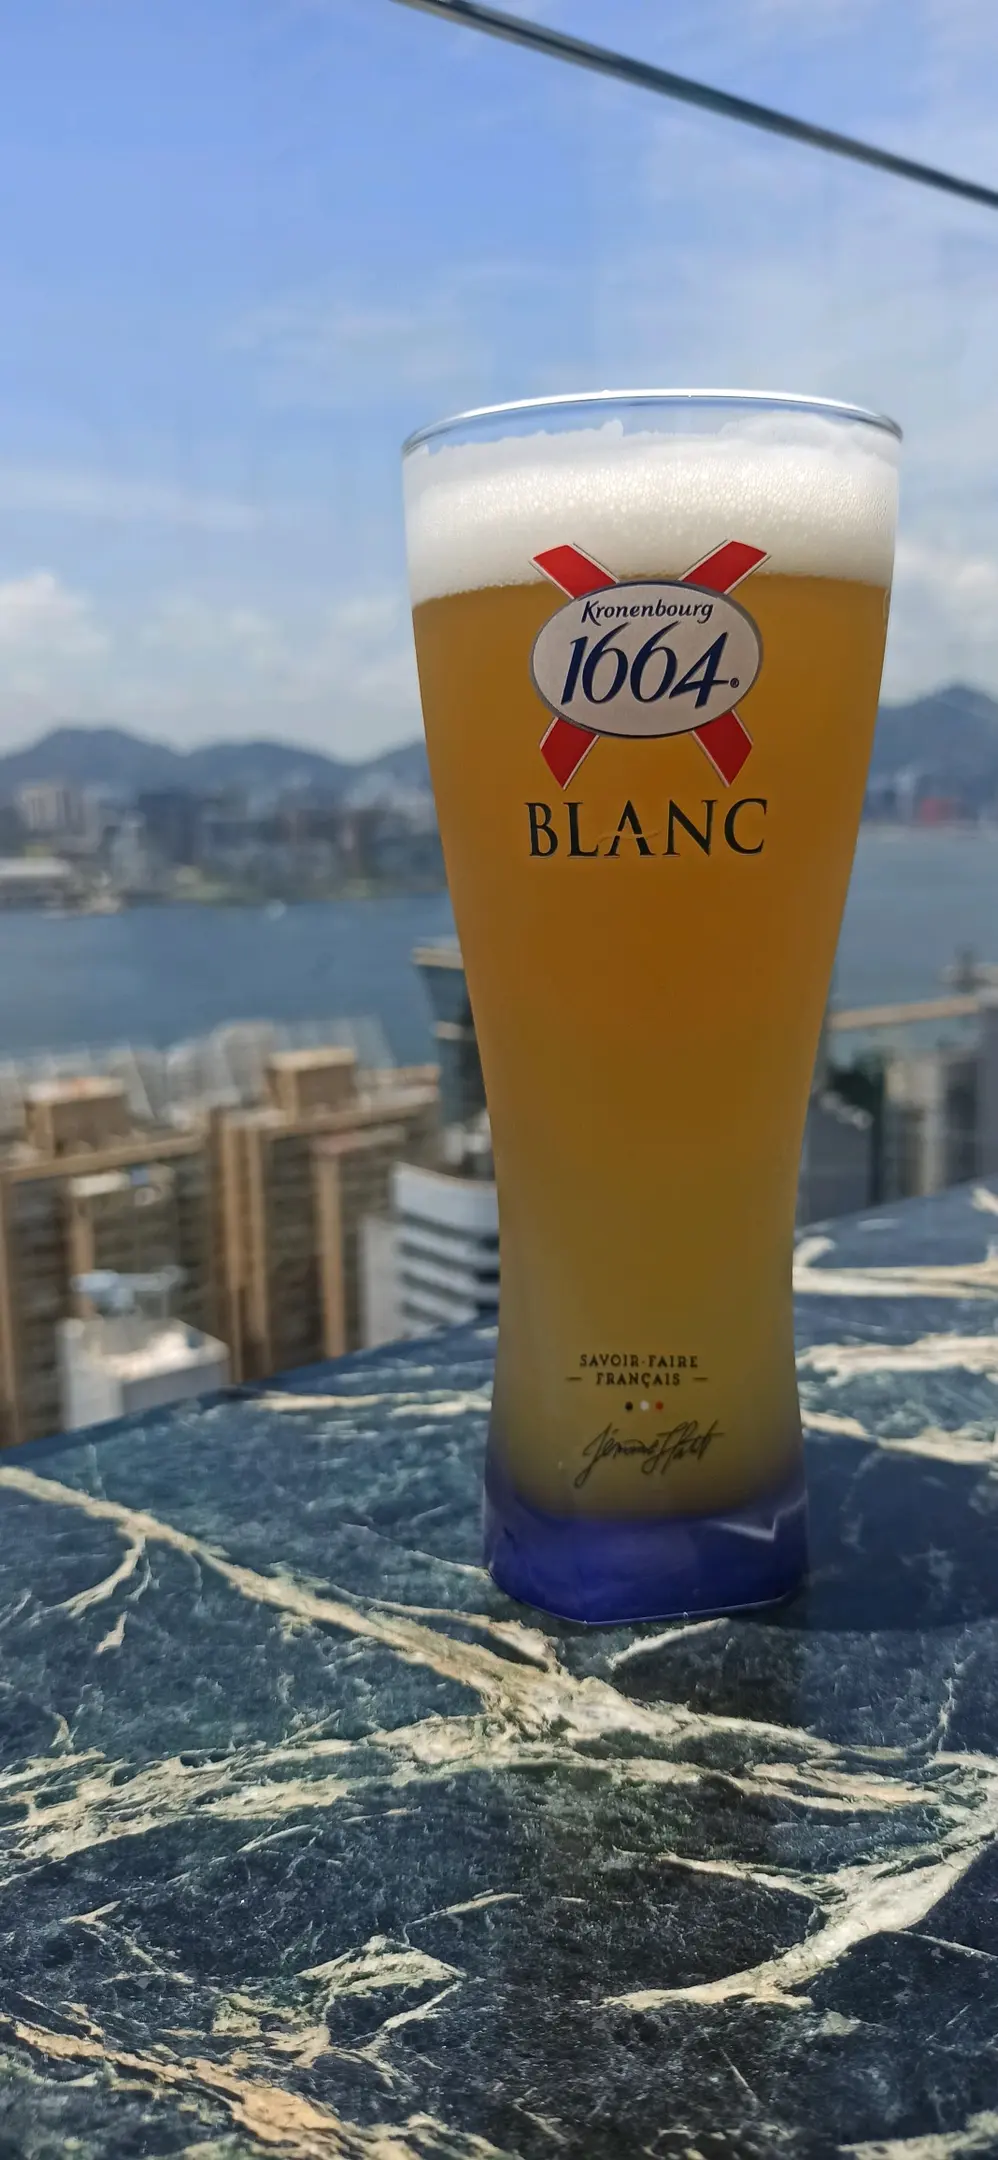 Kronenbourg
1664®
BLANC
SAVOIR-FAIRE
— FRANÇAIS —